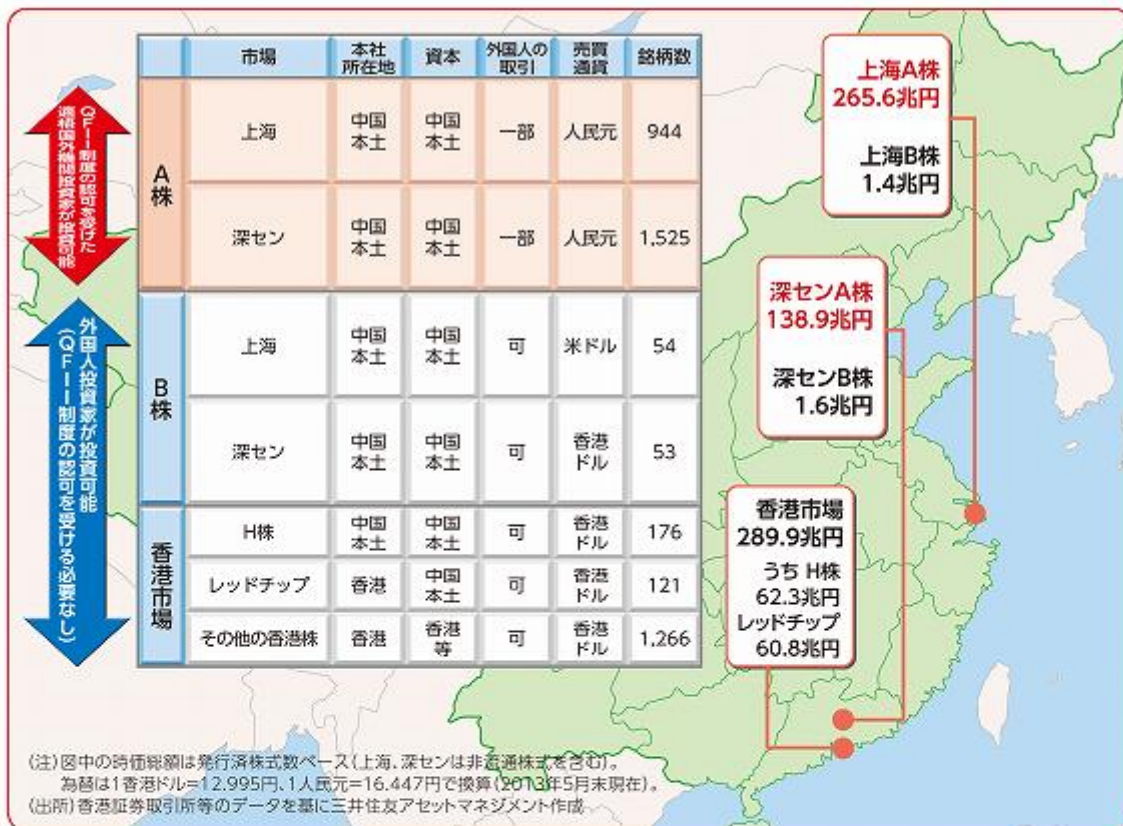 市場 本社所在地 資本 外国人の取引 売買通貨 銘柄数
QFII制度の認可を受けた
適格国外機関投資家が投資可能
A株
上海 中国本土 中国本土 一部 人民元 944
深セン 中国本土 中国本土 一部 人民元 1,525
外国人投資家が投資可能
(QFII制度の認可を受ける必要なし)
B株
上海 中国本土 中国本土 可 米ドル 54
深セン 中国本土 中国本土 可 香港ドル 53
香港市場
H株 中国本土 中国本土 可 香港ドル 176
レッドチップ 香港 中国本土 可 香港ドル 121
その他の香港株 香港 香港等 可 香港ドル 1,266
上海A株
265.6兆円
上海B株
1.4兆円
深センA株
138.9兆円
深センB株
1.6兆円
香港市場
289.9兆円
うち H株
62.3兆円
レッドチップ
60.8兆円
(注)図中の時価総額は発行済株式数ベース(上海、深センは非流通株式を含む)。
為替は1香港ドル=12.995円、1人民元=16.447円で換算(2013年5月末現在)。
(出所)香港証券取引所等のデータを基に三井住友アセットマネジメント作成